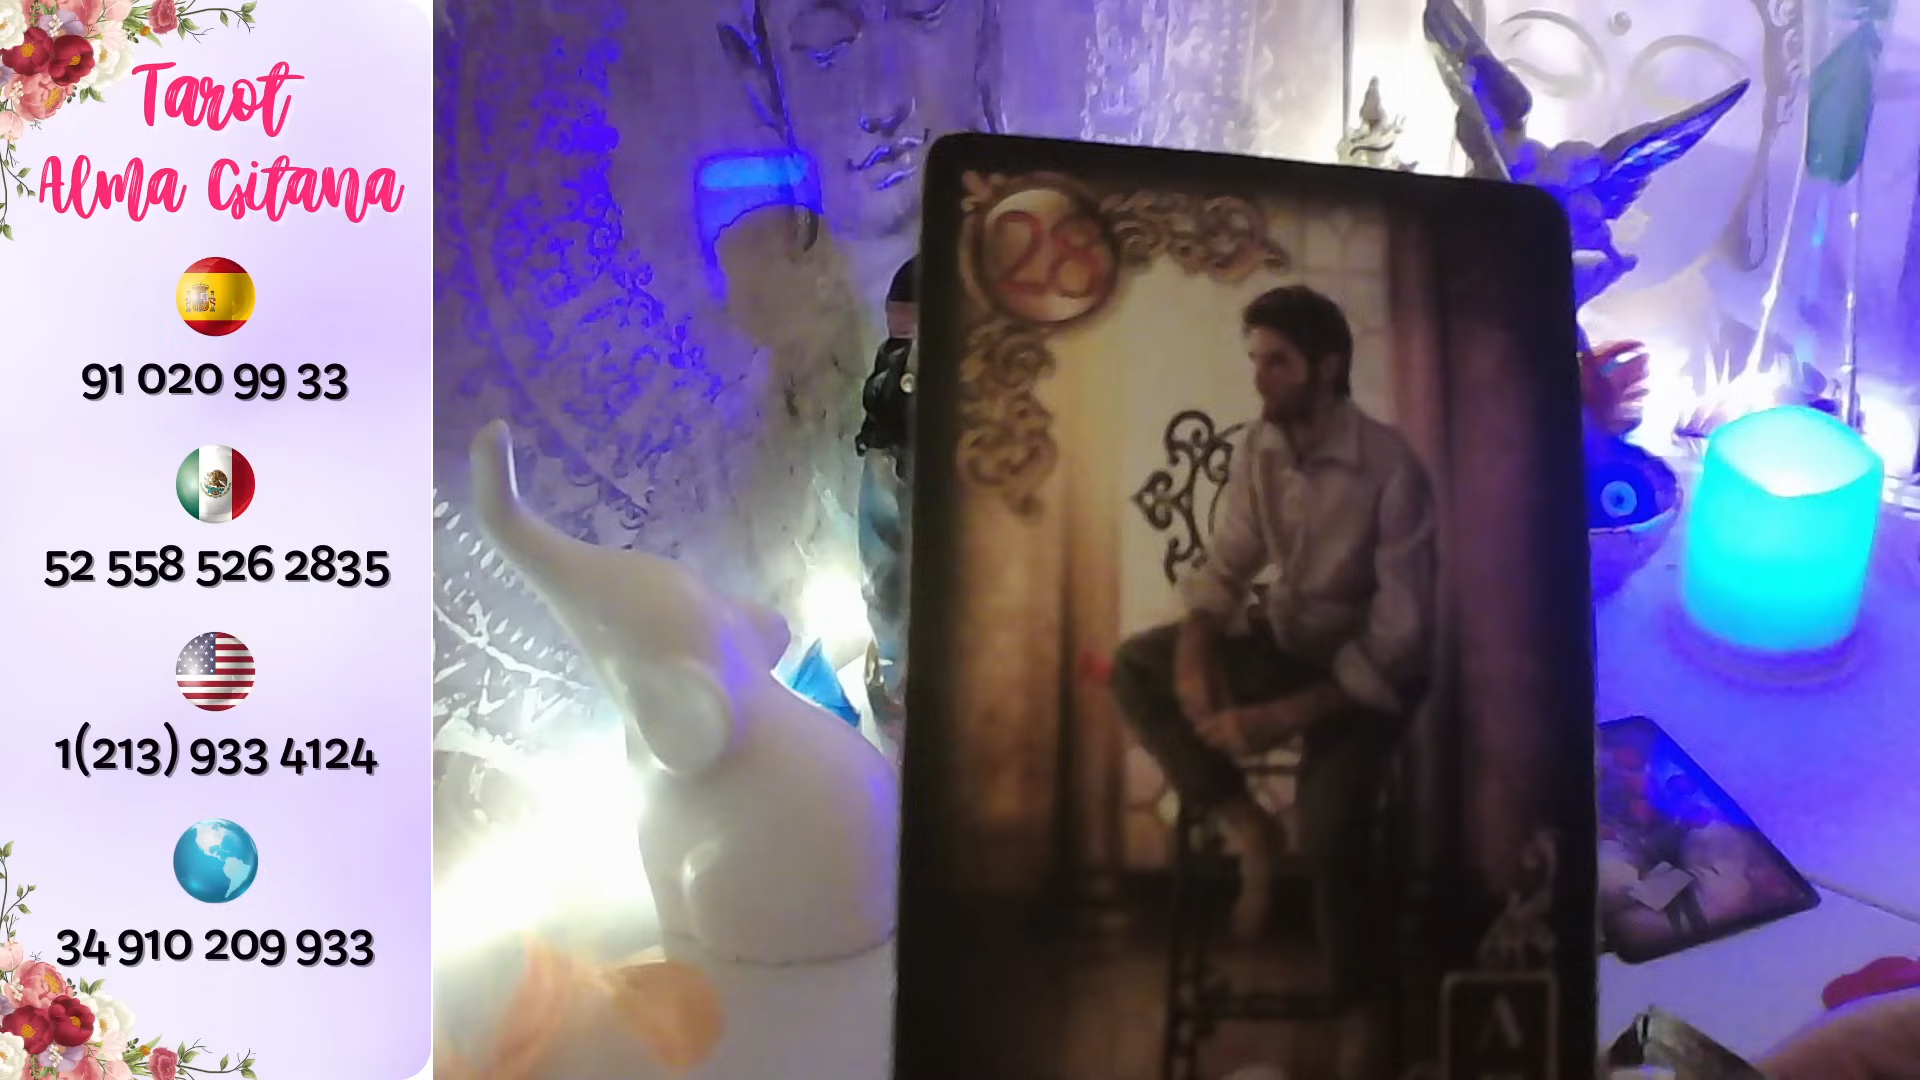 Tarot
Alma Gitana
91 020 99 33
52 558 526 2835
1(213) 933 4124
34 910 209 933
28
A